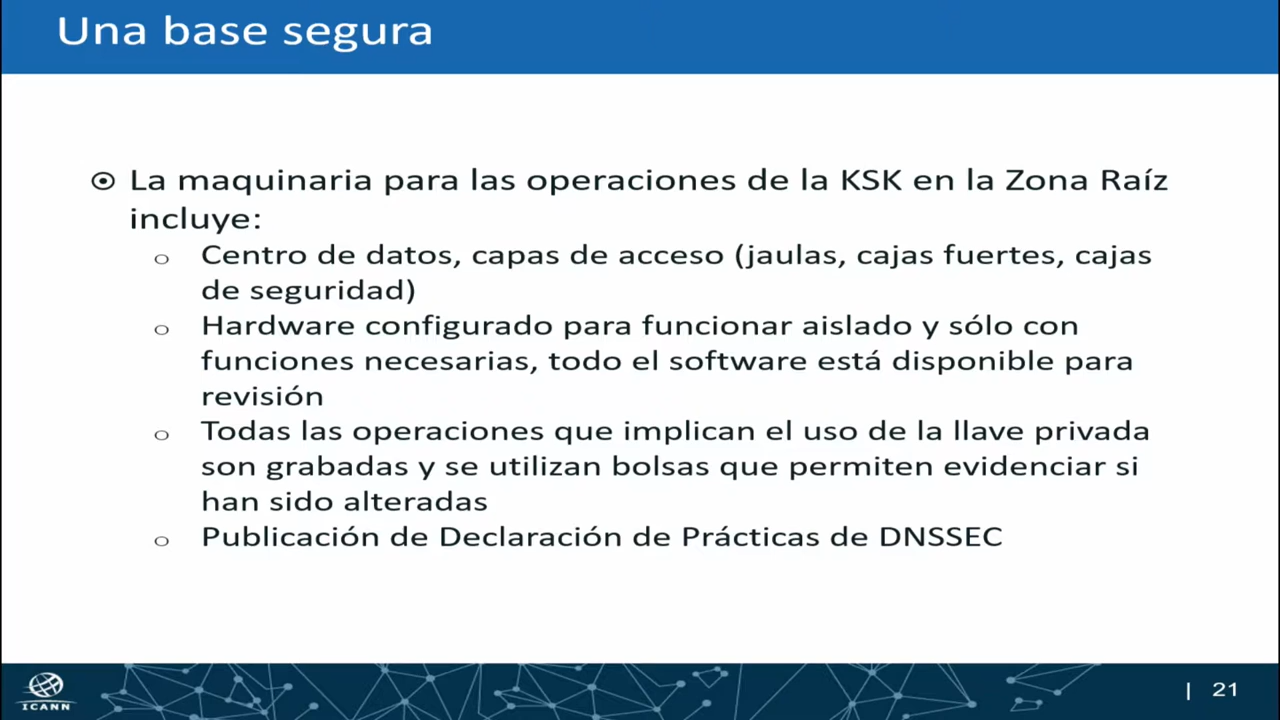 Una base segura
La maquinaria para las operaciones de la KSK en la Zona Raíz
incluye:
Centro de datos, capas de acceso (jaulas, cajas fuertes, cajas
de seguridad)
Hardware configurado para funcionar aislado y sólo con
funciones necesarias, todo el software está disponible para
revisión
Todas las operaciones que implican el uso de la llave privada
son grabadas y se utilizan bolsas que permiten evidenciar si
han sido alteradas
Publicación de Declaración de Prácticas de DNSSEC
ICANN
| 21